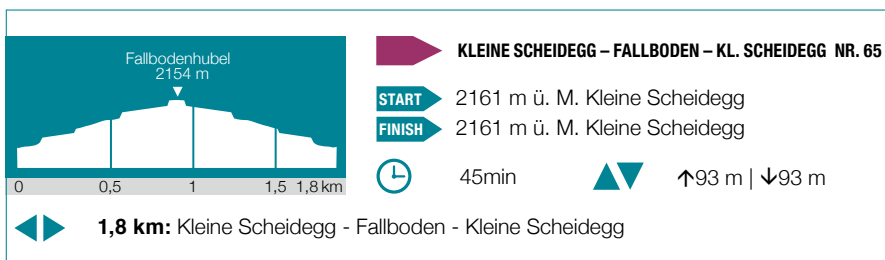 Fallbodenhubel
2154 m
0 0,5 1 1,5 1,8 km
KLEINE SCHEIDEGG – FALLBODEN – KL. SCHEIDEGG NR. 65
START 2161 m ü. M. Kleine Scheidegg
FINISH 2161 m ü. M. Kleine Scheidegg
45min ↑93 m | ↓93 m
1,8 km: Kleine Scheidegg - Fallboden - Kleine Scheidegg